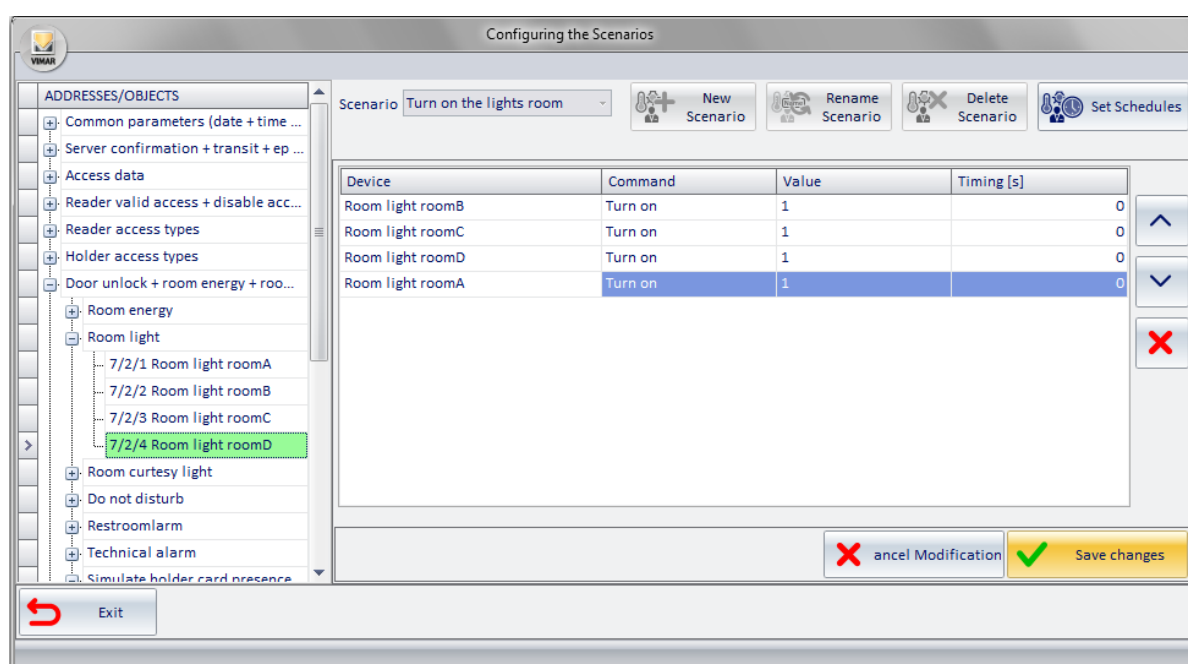 Configuring the Scenarios
VIMAR
ADDRESSES/OBJECTS
Common parameters (date + time ...
Server confirmation + transit + ep ...
Access data
Reader valid access + disable acc...
Reader access types
Holder access types
Door unlock + room energy + roo...
Room energy
Room light
7/2/1 Room light roomA
7/2/2 Room light roomB
7/2/3 Room light roomC
7/2/4 Room light roomD
Room curtesy light
Do not disturb
Restroomlarm
Technical alarm
Simulate holder card presence
Scenario Turn on the lights room
New
Scenario
Rename
Scenario
Delete
Scenario
Set Schedules
Device Command Value Timing [s]
Room light roomB Turn on 1 0
Room light roomC Turn on 1 0
Room light roomD Turn on 1 0
Room light roomA Turn on 1 0
ancel Modification
Save changes
Exit